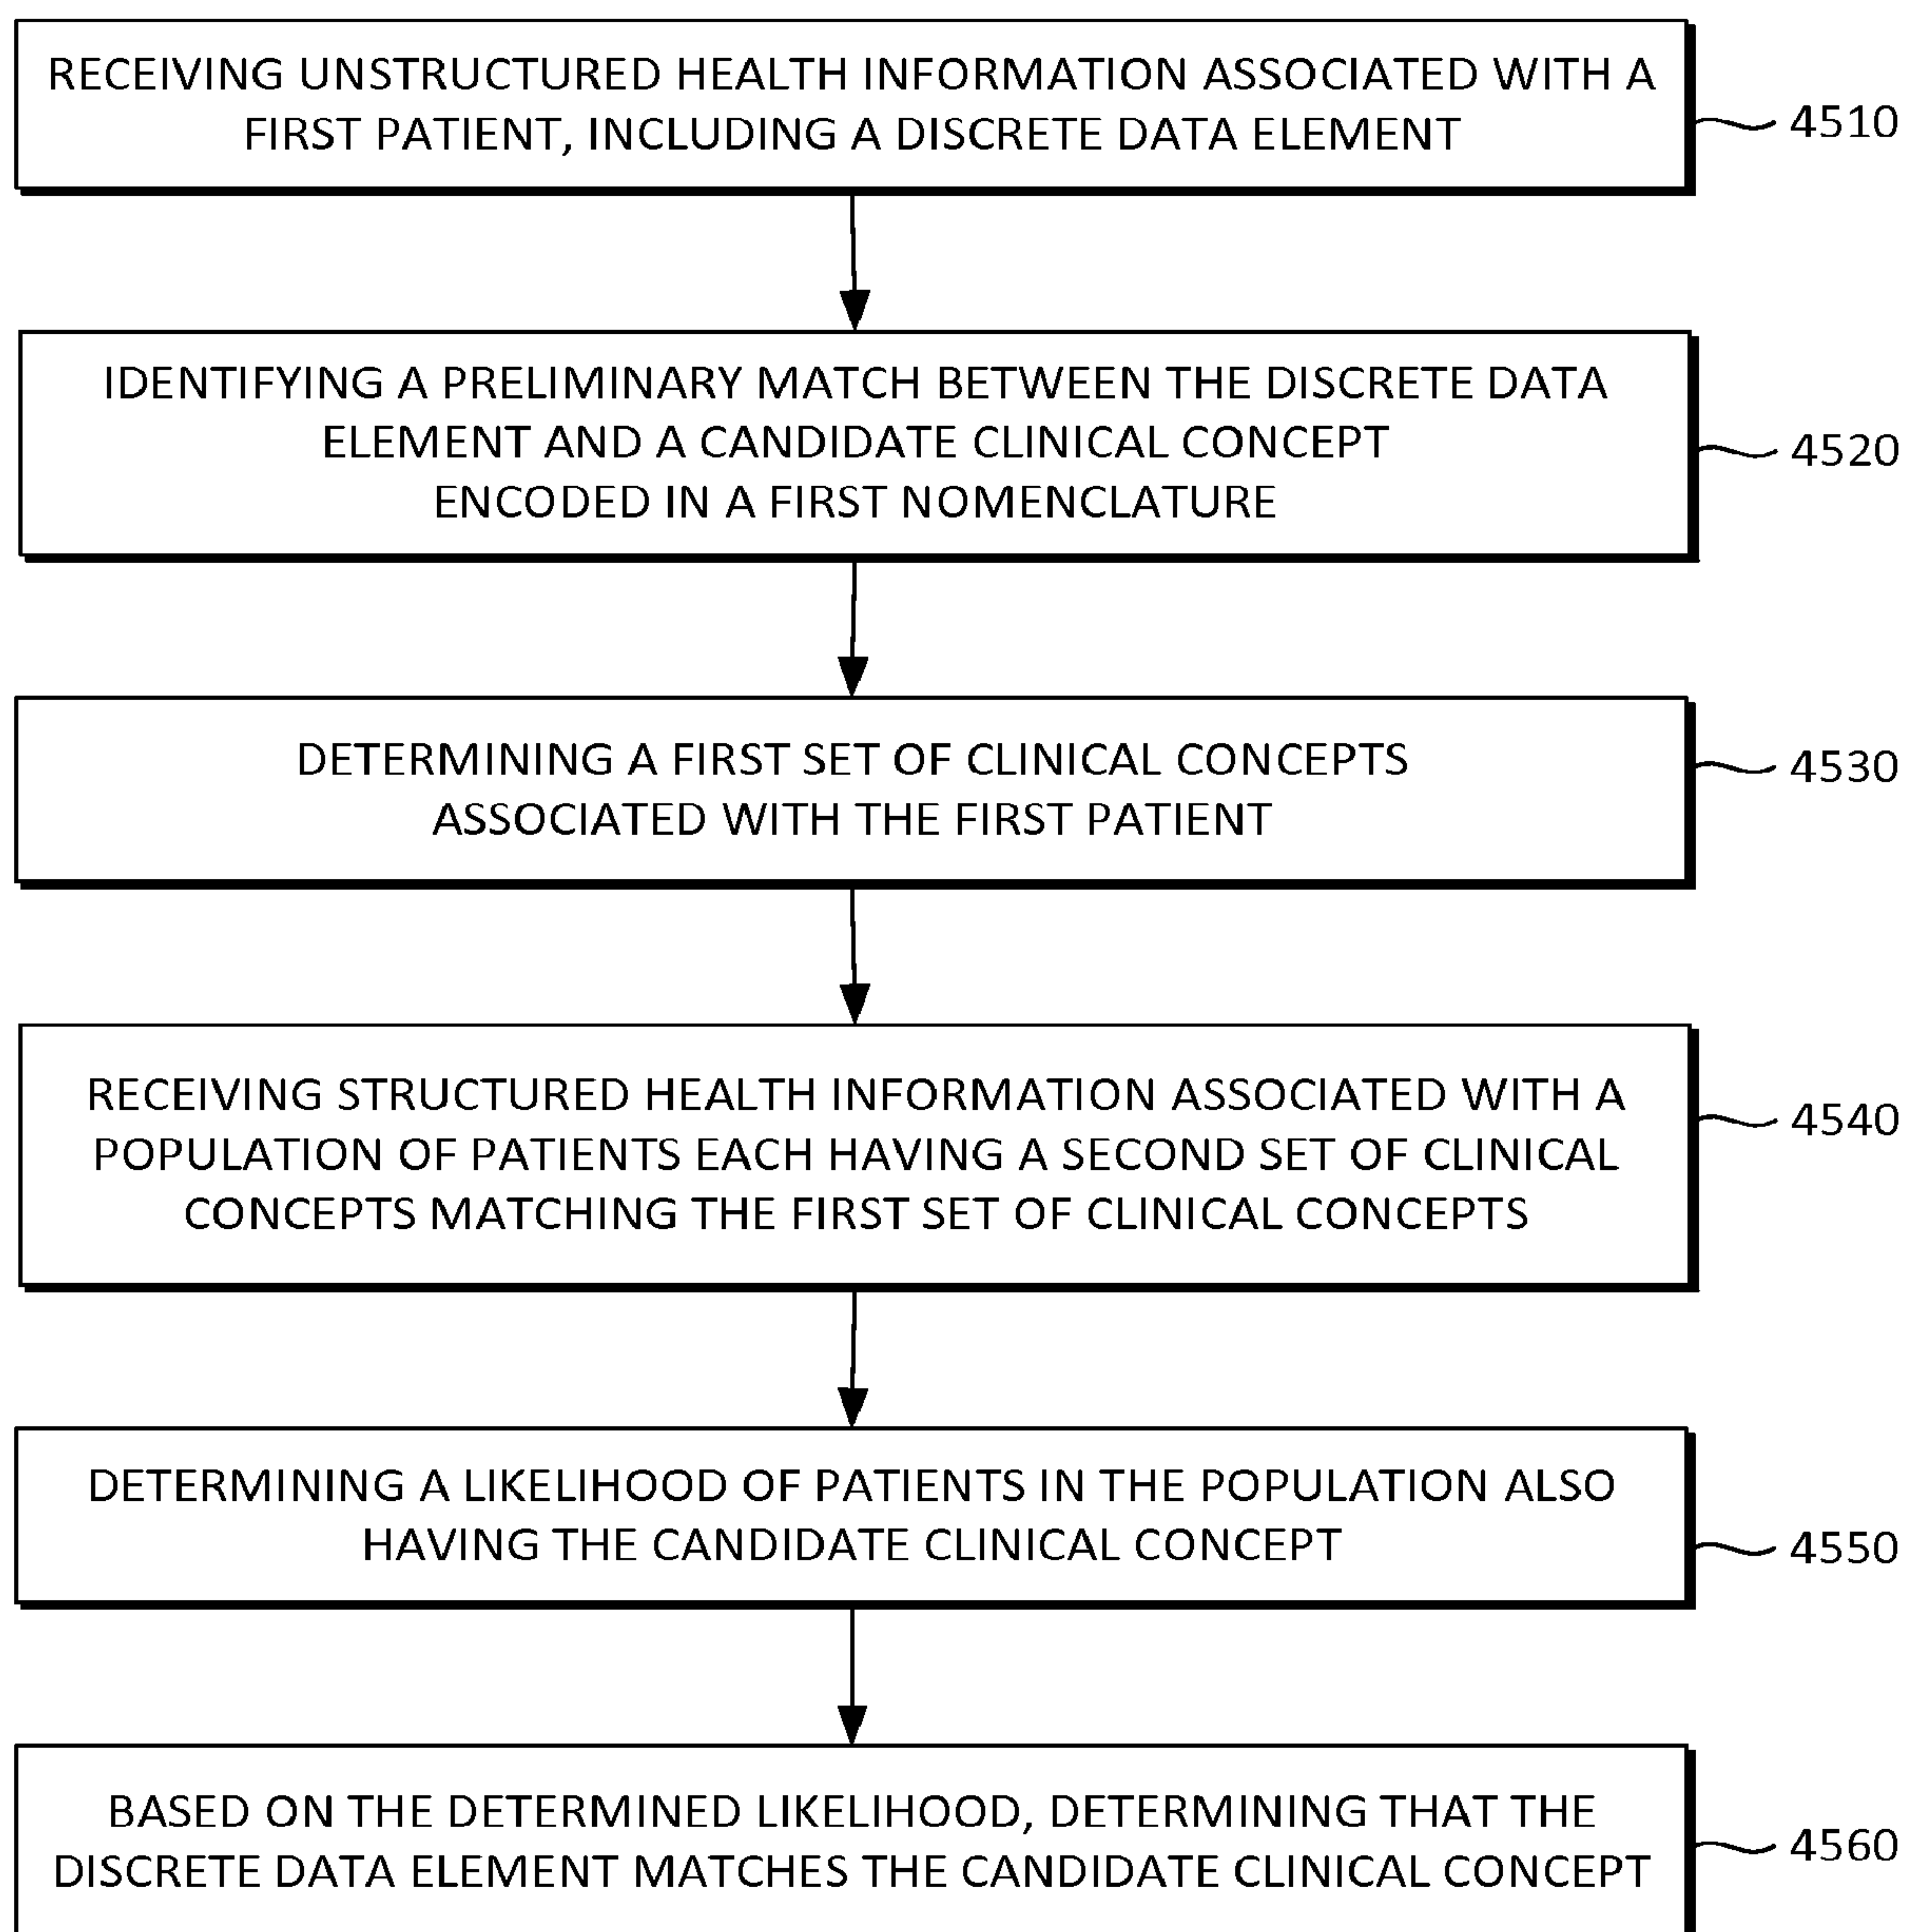 RECEIVING UNSTRUCTURED HEALTH INFORMATION ASSOCIATED WITH A
FIRST PATIENT, INCLUDING A DISCRETE DATA ELEMENT
4510
IDENTIFYING A PRELIMINARY MATCH BETWEEN THE DISCRETE DATA
ELEMENT AND A CANDIDATE CLINICAL CONCEPT
ENCODED IN A FIRST NOMENCLATURE
4520
DETERMINING A FIRST SET OF CLINICAL CONCEPTS
ASSOCIATED WITH THE FIRST PATIENT
4530
RECEIVING STRUCTURED HEALTH INFORMATION ASSOCIATED WITH A
POPULATION OF PATIENTS EACH HAVING A SECOND SET OF CLINICAL
CONCEPTS MATCHING THE FIRST SET OF CLINICAL CONCEPTS
4540
DETERMINING A LIKELIHOOD OF PATIENTS IN THE POPULATION ALSO
HAVING THE CANDIDATE CLINICAL CONCEPT
4550
BASED ON THE DETERMINED LIKELIHOOD, DETERMINING THAT THE
DISCRETE DATA ELEMENT MATCHES THE CANDIDATE CLINICAL CONCEPT
4560